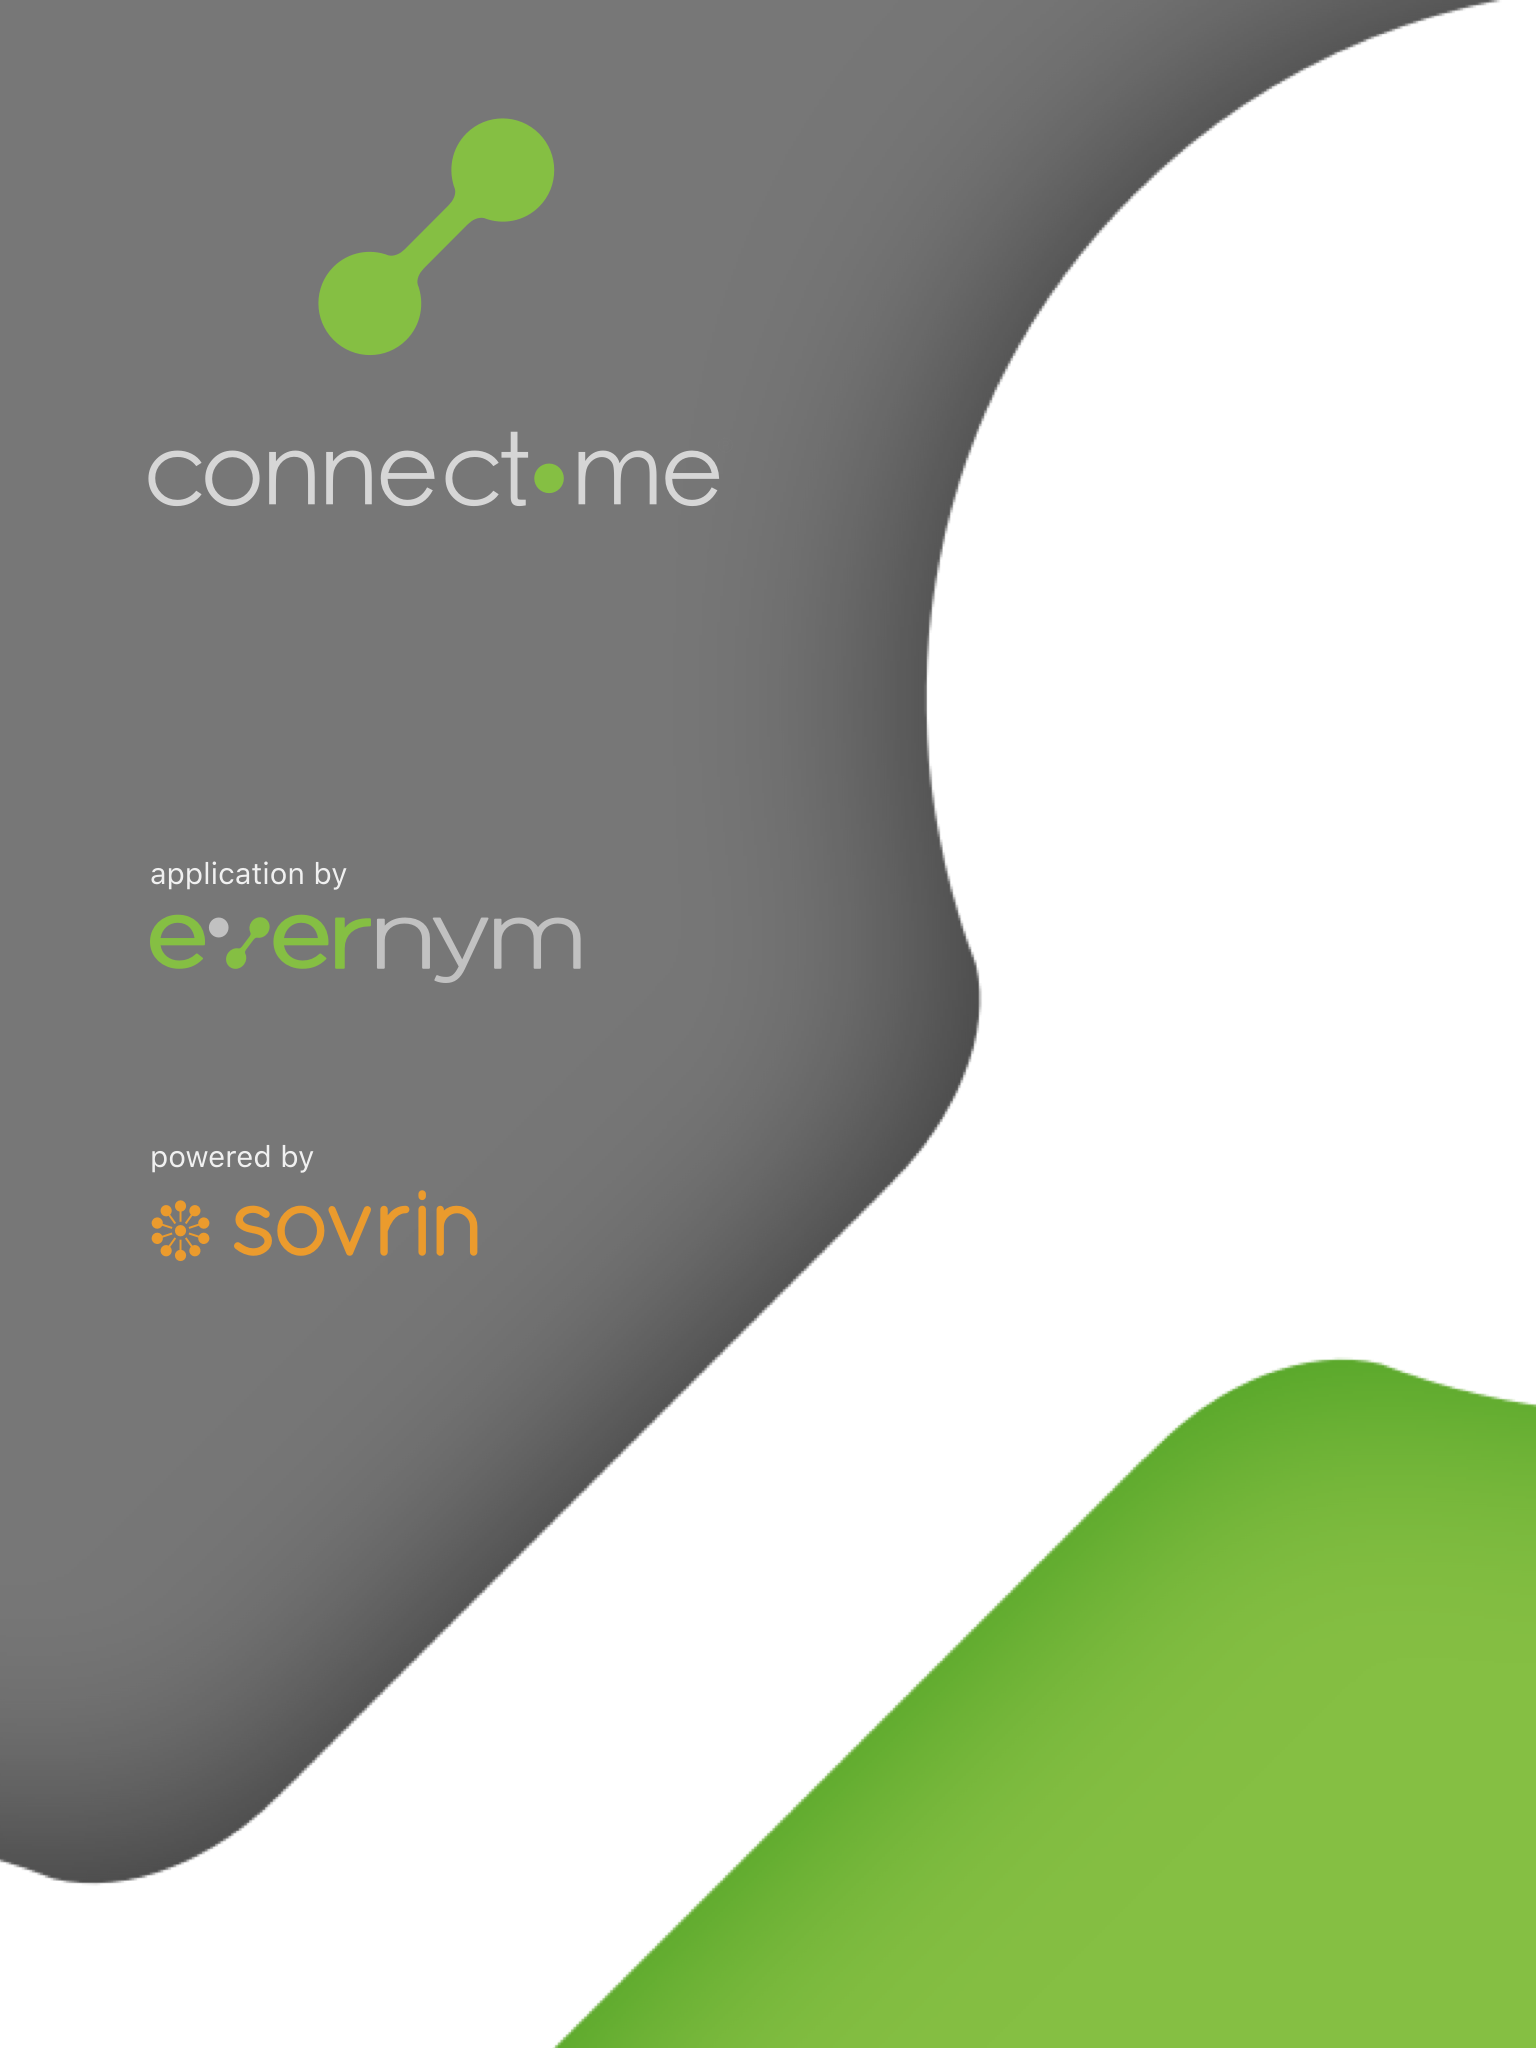 connect•me
application by
evernym
powered by
sovrin